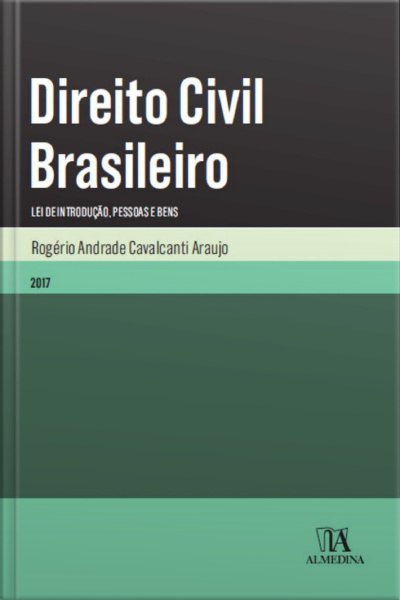 Direito Civil
Brasileiro
LEI DE INTRODUÇÃO, PESSOAS E BENS
Rogério Andrade Cavalcanti Araujo
2017
ALMEDINA